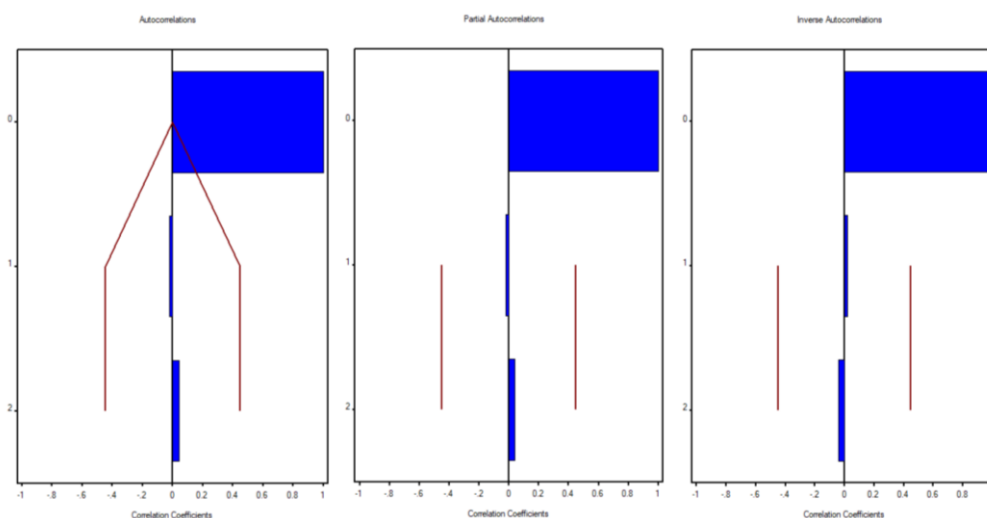 Autocorrelations
0
1
2
-1 -.8 -.6 -.4 -.2 0 0.2 0.4 0.6 0.8 1
Correlation Coefficients
Partial Autocorrelations
0
1
2
-1 -.8 -.6 -.4 -.2 0 0.2 0.4 0.6 0.8 1
Correlation Coefficients
Inverse Autocorrelations
0
1
2
-1 -.8 -.6 -.4 -.2 0 0.2 0.4 0.6 0.8
Correlation Coefficients